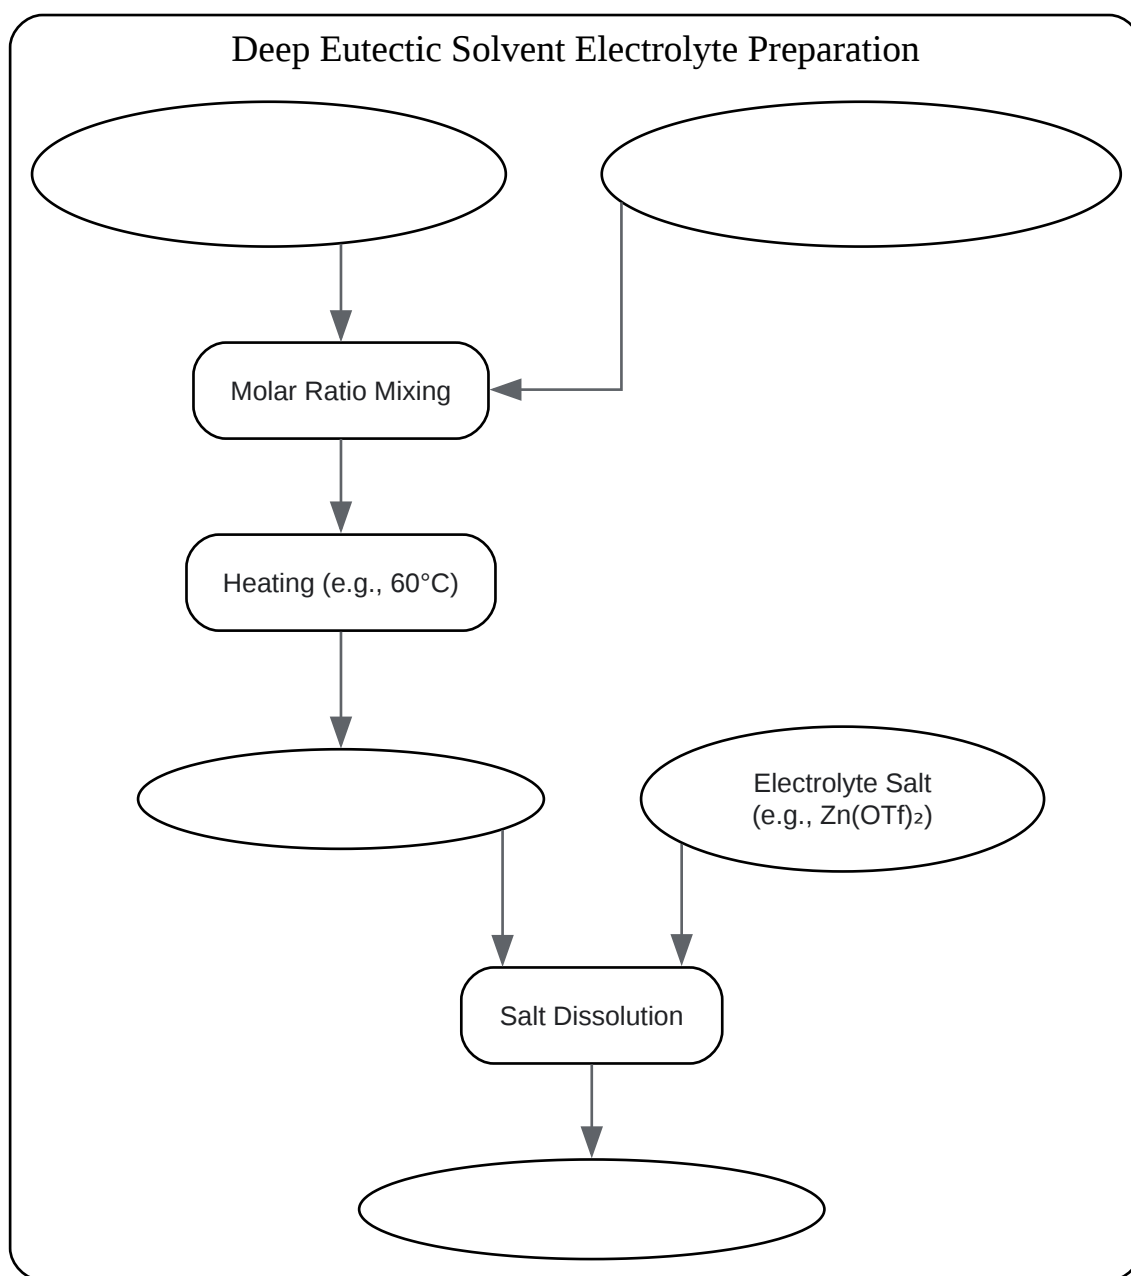 Deep Eutectic Solvent Electrolyte Preparation
Molar Ratio Mixing
Heating (e.g., 60°C)
Electrolyte Salt
(e.g., Zn(OTf)₂)
Salt Dissolution